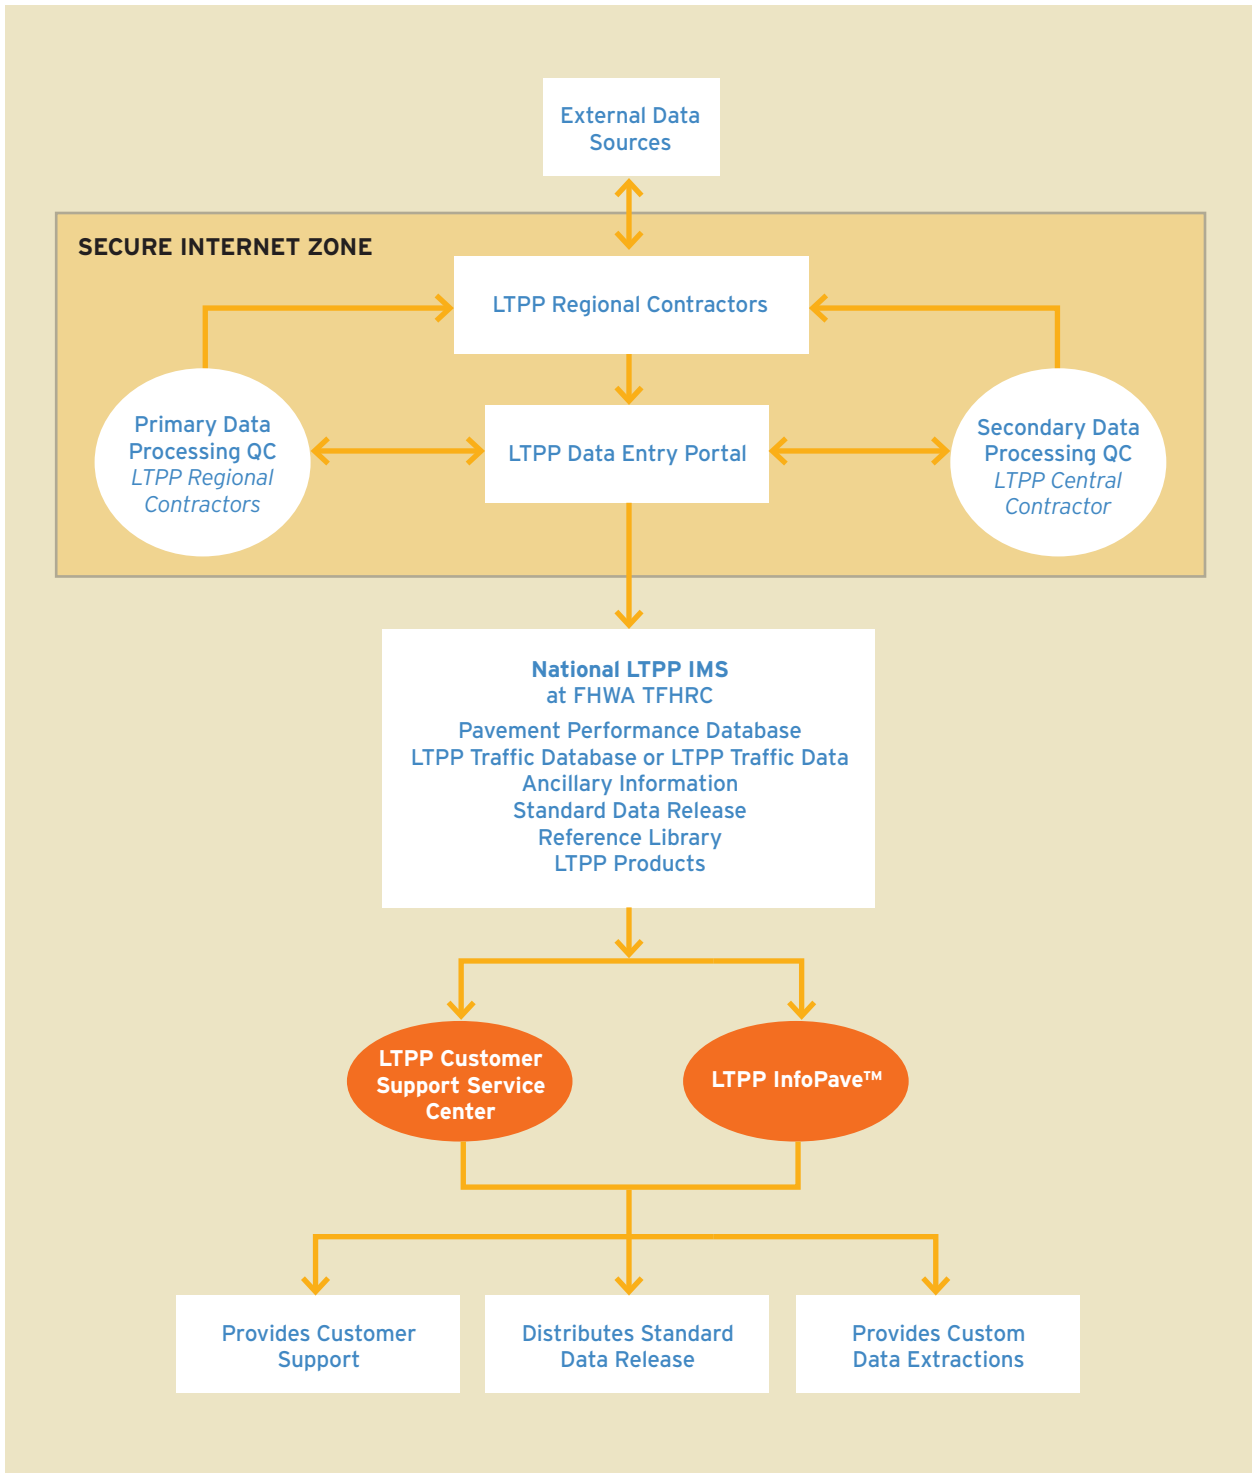 External Data
Sources
SECURE INTERNET ZONE
LTPP Regional Contractors
Primary Data
Processing QC
LTPP Regional
Contractors
LTPP Data Entry Portal
Secondary Data
Processing QC
LTPP Central
Contractor
National LTPP IMS
at FHWA TFHRC
Pavement Performance Database
LTPP Traffic Database or LTPP Traffic Data
Ancillary Information
Standard Data Release
Reference Library
LTPP Products
LTPP Customer
Support Service
Center
LTPP InfoPave™
Provides Customer
Support
Distributes Standard
Data Release
Provides Custom
Data Extractions